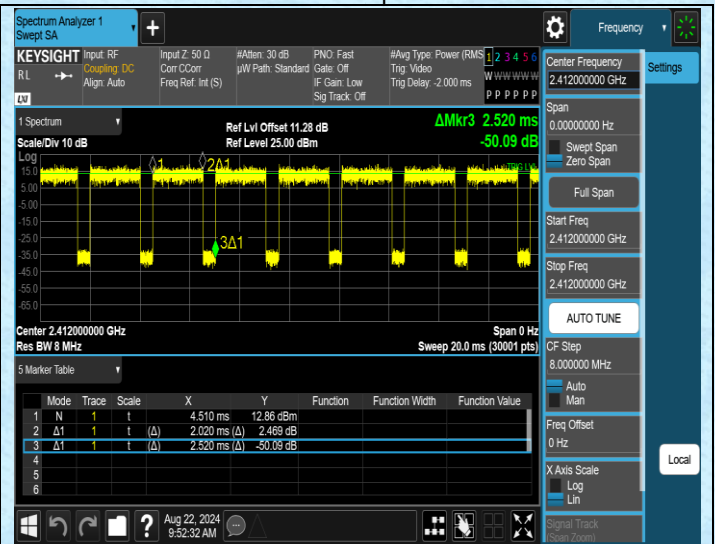 Spectrum Analyzer 1
Swept SA
+
Frequency
KEYSIGHT
RL
LXI
Input: RF
Coupling: DC
Align: Auto
Input Z: 50 Ω
Corr CCorr
Freq Ref: Int (S)
#Atten: 30 dB
µW Path: Standard
PNO: Fast
Gate: Off
IF Gain: Low
Sig Track: Off
#Avg Type: Power (RMS
Trig: Video
Trig Delay: -2.000 ms
1 2 3 4 5 6
W W W W W W
P P P P P P
1 Spectrum
Scale/Div 10 dB
Ref Lvl Offset 11.28 dB
Ref Level 25.00 dBm
ΔMkr3 2.520 ms
-50.09 dB
Log
15.0
5.00
-5.00
-15.0
-25.0
-35.0
-45.0
-55.0
-65.0
1
2Δ1
3Δ1
TRIG LVL
Center 2.412000000 GHz
Res BW 8 MHz
Span 0 Hz
Sweep 20.0 ms (30001 pts)
5 Marker Table
Mode Trace Scale X Y Function Function Width Function Value
1 N 1 t 4.510 ms 12.86 dBm
2 Δ1 1 t (Δ) 2.020 ms (Δ) 2.469 dB
3 Δ1 1 t (Δ) 2.520 ms (Δ) -50.09 dB
4
5
6
Center Frequency
2.412000000 GHz
Span
0.00000000 Hz
Swept Span
Zero Span
Full Span
Start Freq
2.412000000 GHz
Stop Freq
2.412000000 GHz
AUTO TUNE
CF Step
8.000000 MHz
Auto
Man
Freq Offset
0 Hz
X Axis Scale
Log
Lin
Signal Track
(Span Zoom)
Settings
Local
?
Aug 22, 2024
9:52:32 AM